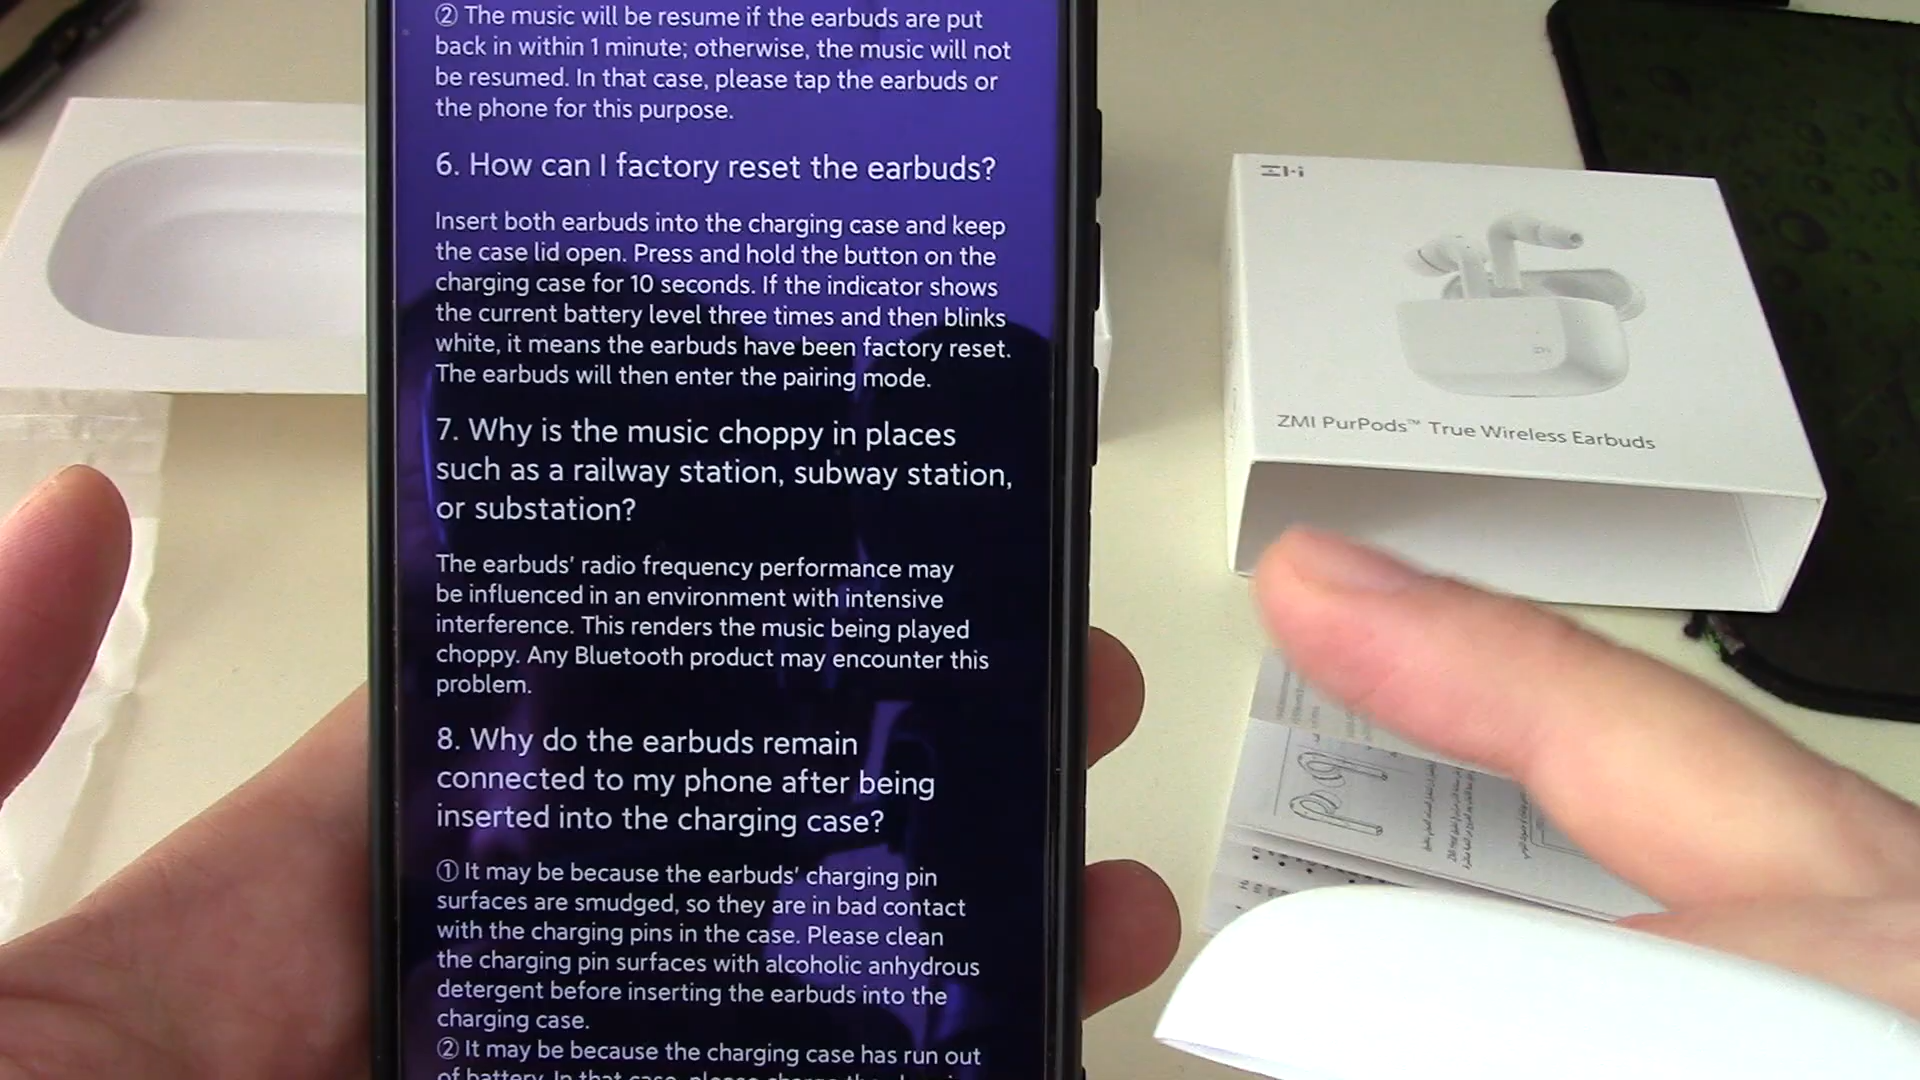 ② The music will be resume if the earbuds are put
back in within 1 minute; otherwise, the music will not
be resumed. In that case, please tap the earbuds or
the phone for this purpose.
6. How can I factory reset the earbuds?
Insert both earbuds into the charging case and keep
the case lid open. Press and hold the button on the
charging case for 10 seconds. If the indicator shows
the current battery level three times and then blinks
white, it means the earbuds have been factory reset.
The earbuds will then enter the pairing mode.
7. Why is the music choppy in places
such as a railway station, subway station,
or substation?
The earbuds' radio frequency performance may
be influenced in an environment with intensive
interference. This renders the music being played
choppy. Any Bluetooth product may encounter this
problem.
8. Why do the earbuds remain
connected to my phone after being
inserted into the charging case?
① It may be because the earbuds' charging pin
surfaces are smudged, so they are in bad contact
with the charging pins in the case. Please clean
the charging pin surfaces with alcoholic anhydrous
detergent before inserting the earbuds into the
charging case.
② It may be because the charging case has run out
of battery. In that case, please charge the
ZMI
ZMI PurPods™ True Wireless Earbuds